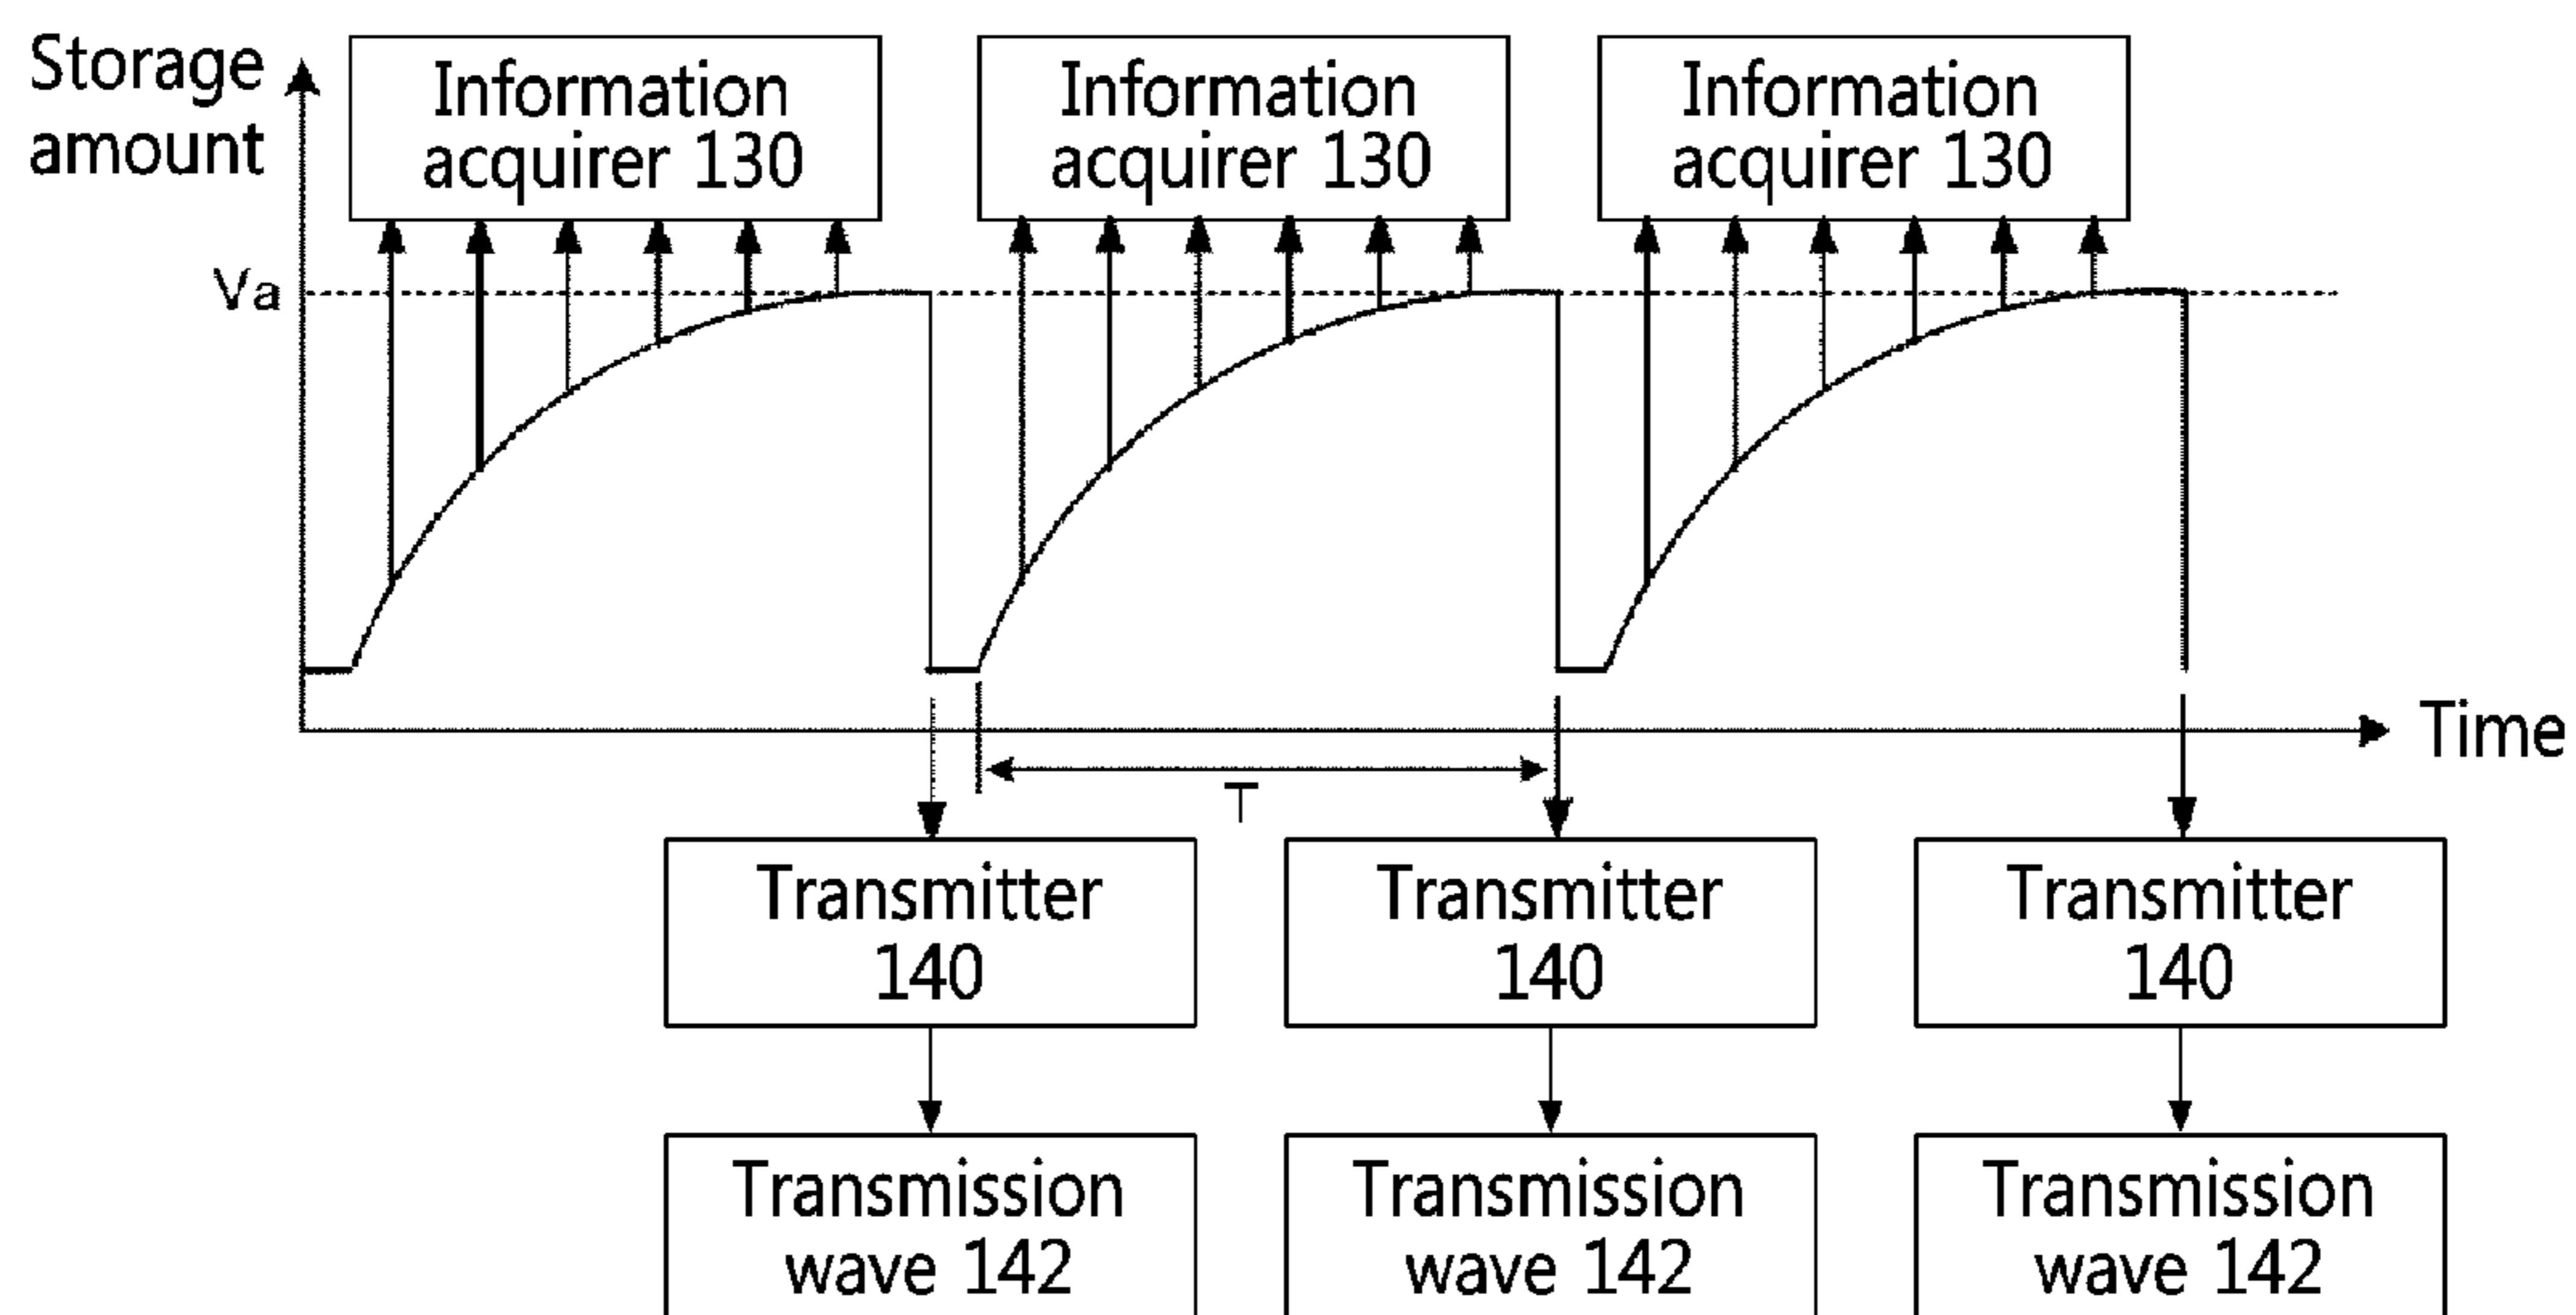 Storage
amount
Information
acquirer 130
Information
acquirer 130
Information
acquirer 130
Va
Time
T
Transmitter
140
Transmitter
140
Transmitter
140
Transmission
wave 142
Transmission
wave 142
Transmission
wave 142